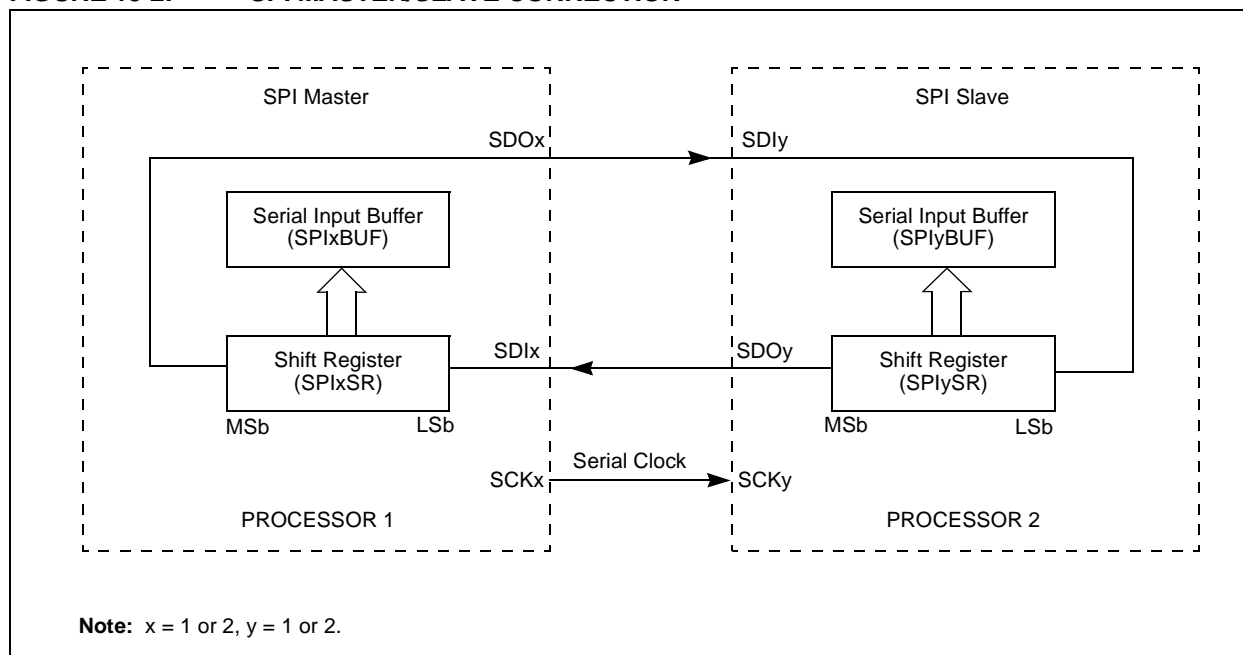 SPI Master
SPI Slave
SDOx
SDIy
Serial Input Buffer
(SPIxBUF)
Serial Input Buffer
(SPIyBUF)
Shift Register
(SPIxSR)
SDIx
SDOy
Shift Register
(SPIySR)
MSb
LSb
MSb
LSb
Serial Clock
SCKx
SCKy
PROCESSOR 1
PROCESSOR 2
Note: x = 1 or 2, y = 1 or 2.